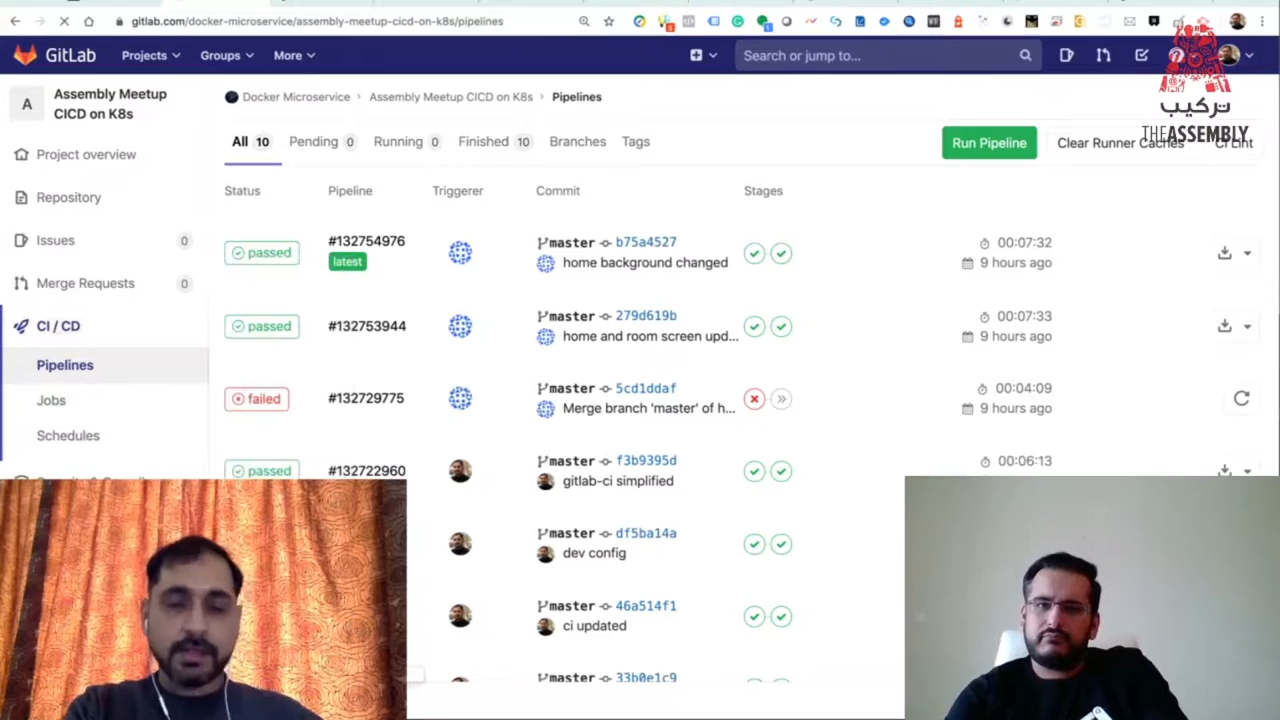 gitlab.com/docker-microservice/assembly-meetup-cicd-on-k8s/pipelines
GitLab Projects Groups More Search or jump to...
A Assembly Meetup CICD on K8s
Docker Microservice › Assembly Meetup CICD on K8s › Pipelines
تركيب
THE ASSEMBLY
All 10 Pending 0 Running 0 Finished 10 Branches Tags Run Pipeline Clear Runner Caches CI Lint
Project overview
Repository
Issues 0
Merge Requests 0
CI / CD
Pipelines
Jobs
Schedules
Status Pipeline Triggerer Commit Stages
passed #132754976 latest master b75a4527 home background changed 00:07:32 9 hours ago
passed #132753944 master 279d619b home and room screen upd... 00:07:33 9 hours ago
failed #132729775 master 5cd1ddaf Merge branch 'master' of h... 00:04:09 9 hours ago
passed #132722960 master f3b9395d gitlab-ci simplified 00:06:13
master df5ba14a dev config
master 46a514f1 ci updated
master 33b0e1c9